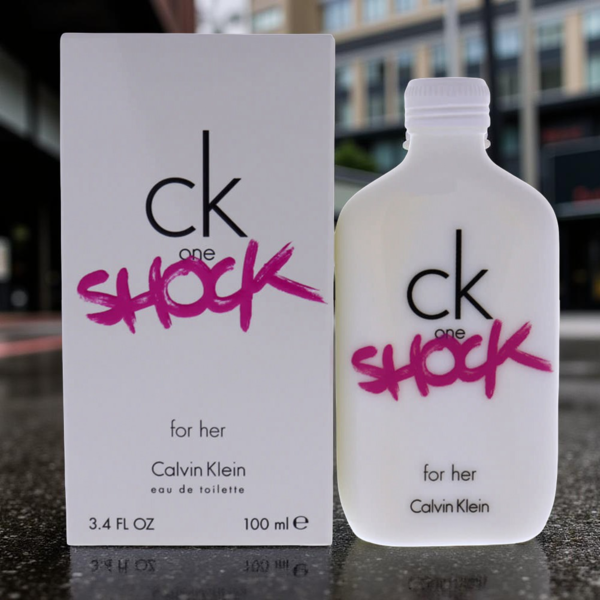 ck
one
SHOCK
for her
Calvin Klein
eau de toilette
3.4 FL OZ 100 ml ℮
ck
one
SHOCK
for her
Calvin Klein